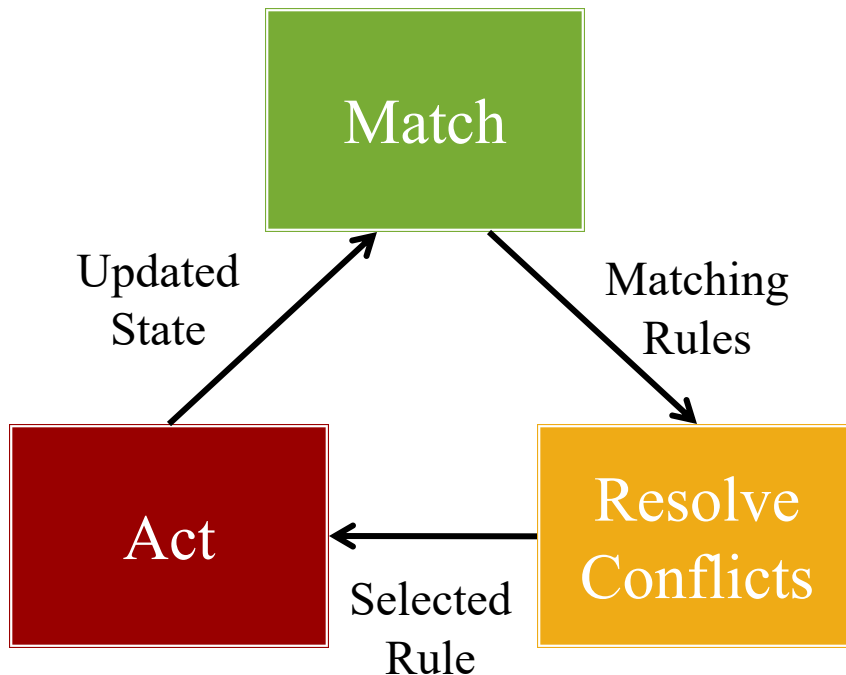 Match
Updated
State
Matching
Rules
Act
Resolve
Conflicts
Selected
Rule